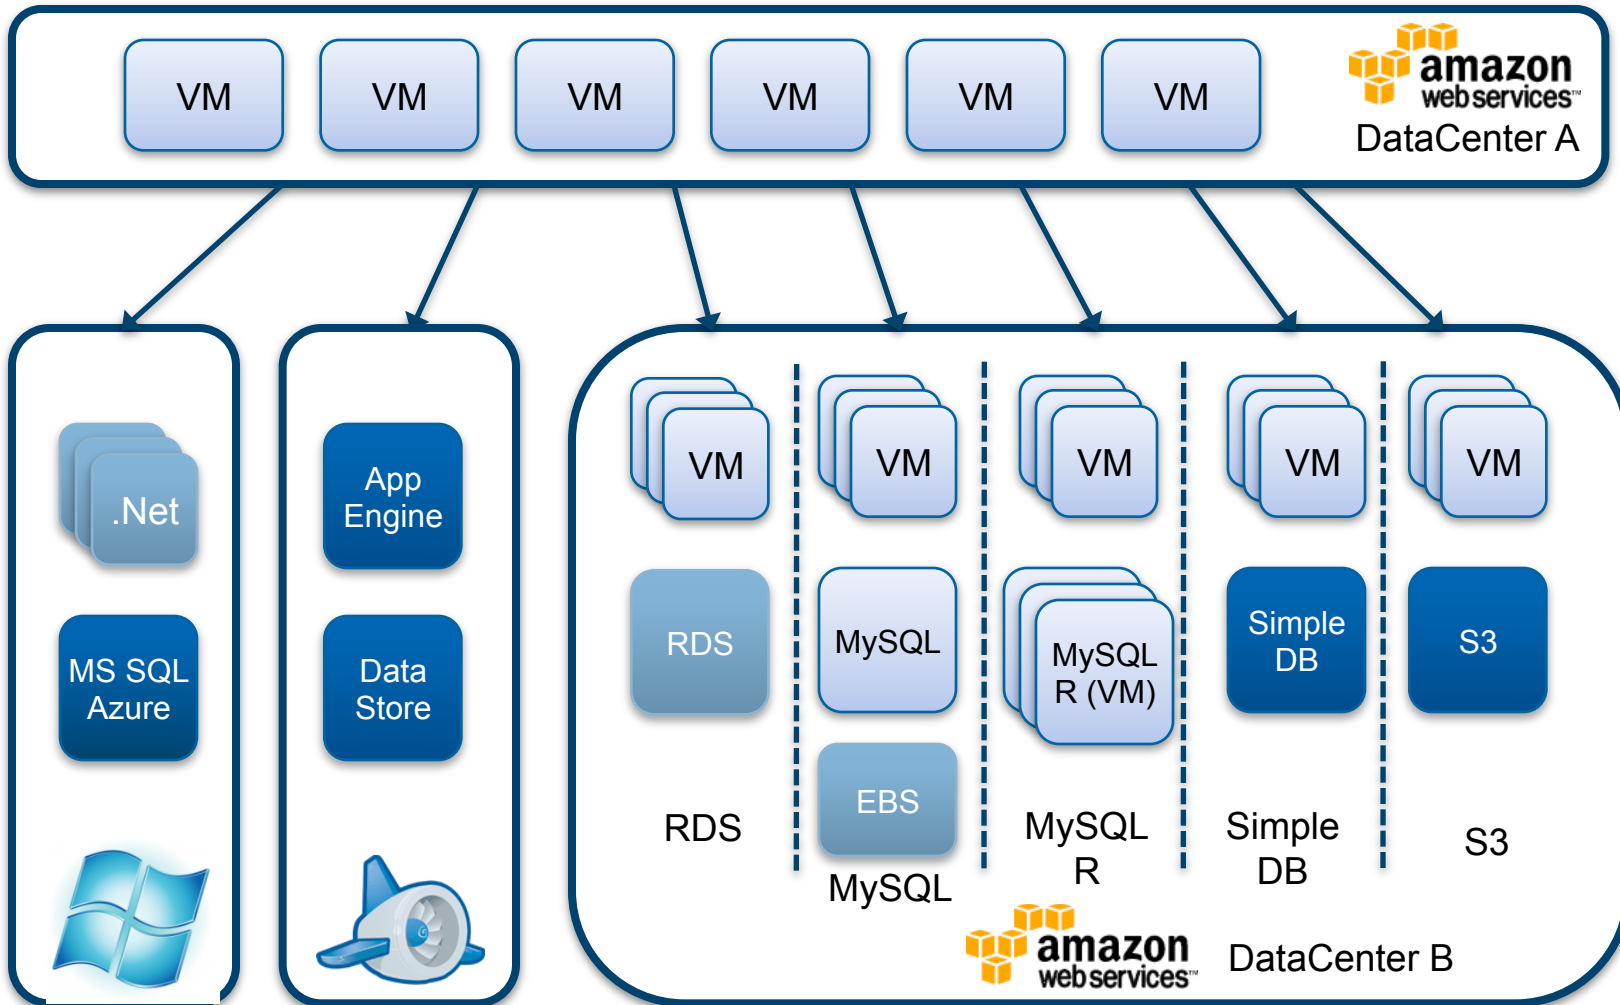 VM
VM
VM
VM
VM
VM
amazon
web services™
DataCenter A
.Net
MS SQL
Azure
App
Engine
Data
Store
VM
RDS
RDS
VM
MySQL
EBS
MySQL
VM
MySQL
R (VM)
MySQL
R
VM
Simple
DB
Simple
DB
VM
S3
S3
amazon
web services™
DataCenter B